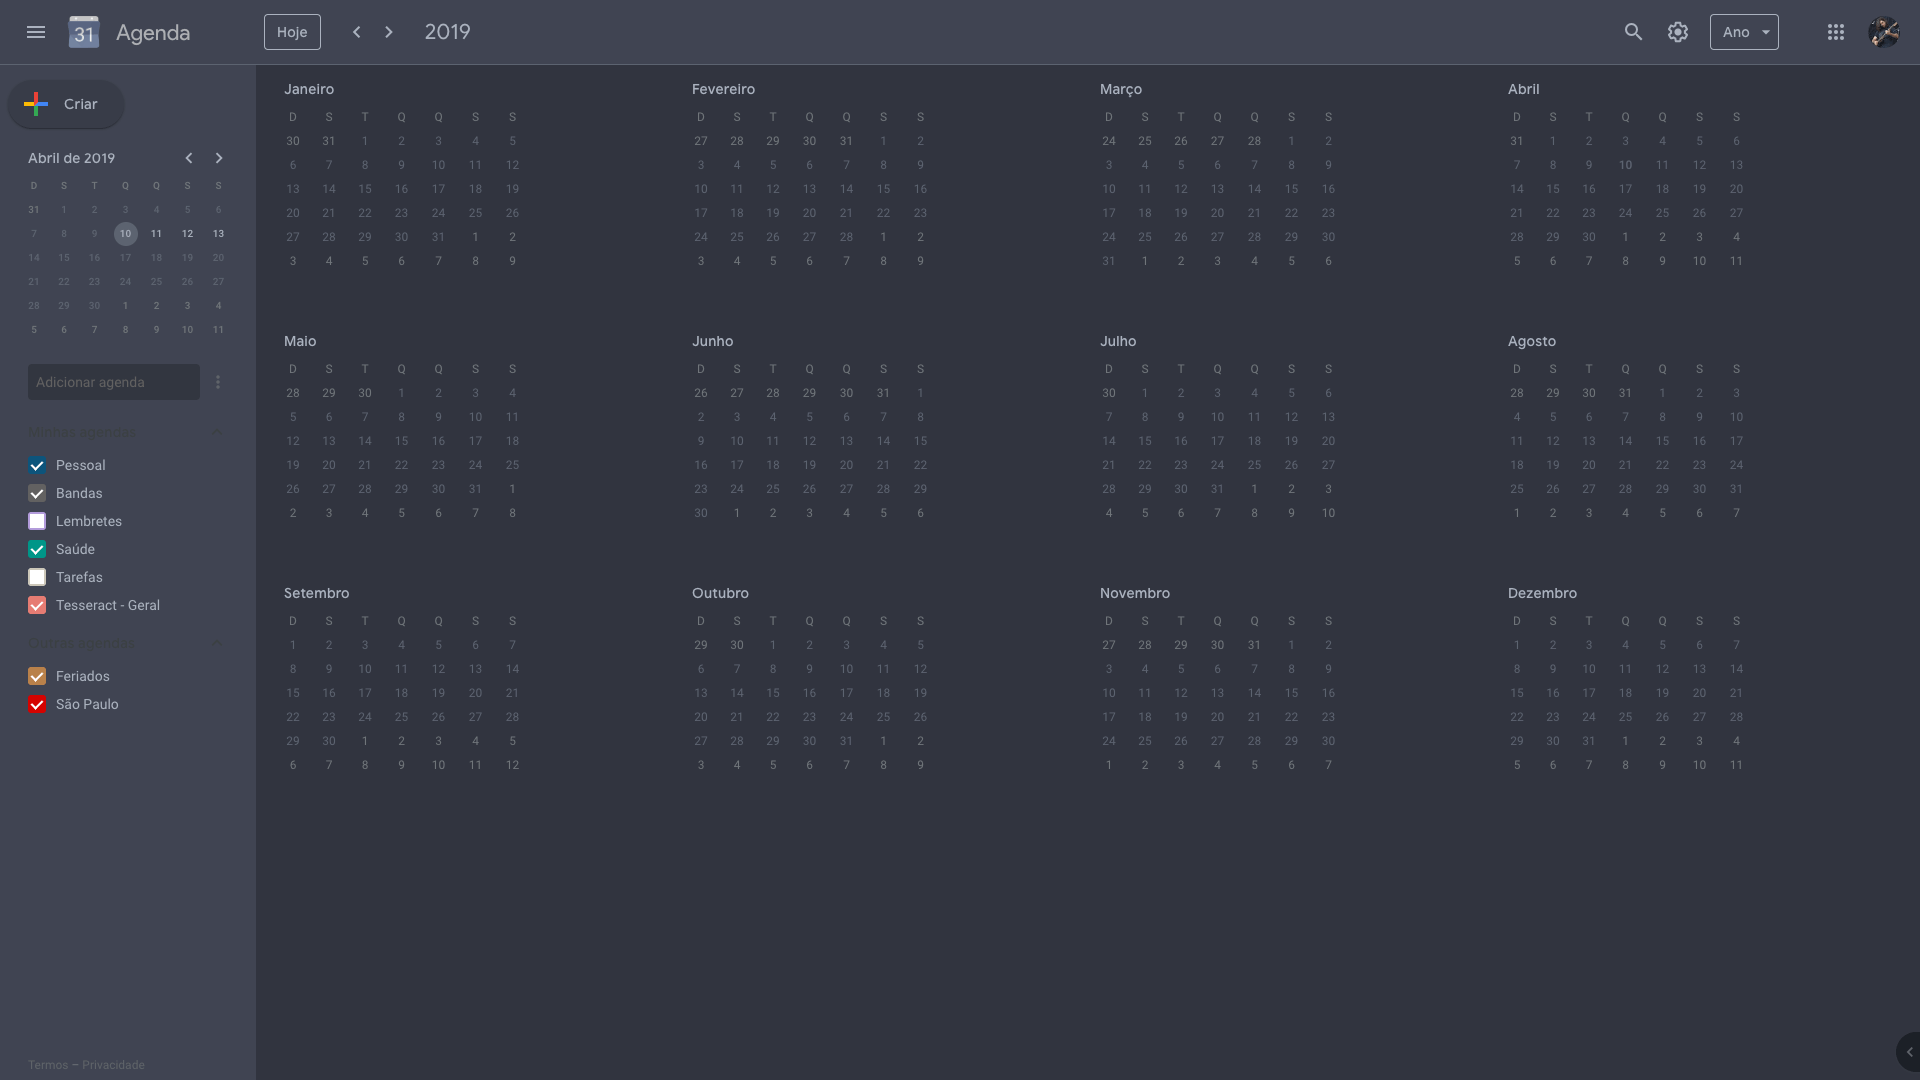 31 Agenda Hoje 2019 Ano
Criar
Abril de 2019
D S T Q Q S S
31 1 2 3 4 5 6
7 8 9 10 11 12 13
14 15 16 17 18 19 20
21 22 23 24 25 26 27
28 29 30 1 2 3 4
5 6 7 8 9 10 11
Adicionar agenda
Minhas agendas
Pessoal
Bandas
Lembretes
Saúde
Tarefas
Tesseract - Geral
Outras agendas
Feriados
São Paulo
Termos – Privacidade
Janeiro
D S T Q Q S S
30 31 1 2 3 4 5
6 7 8 9 10 11 12
13 14 15 16 17 18 19
20 21 22 23 24 25 26
27 28 29 30 31 1 2
3 4 5 6 7 8 9
Fevereiro
D S T Q Q S S
27 28 29 30 31 1 2
3 4 5 6 7 8 9
10 11 12 13 14 15 16
17 18 19 20 21 22 23
24 25 26 27 28 1 2
3 4 5 6 7 8 9
Março
D S T Q Q S S
24 25 26 27 28 1 2
3 4 5 6 7 8 9
10 11 12 13 14 15 16
17 18 19 20 21 22 23
24 25 26 27 28 29 30
31 1 2 3 4 5 6
Abril
D S T Q Q S S
31 1 2 3 4 5 6
7 8 9 10 11 12 13
14 15 16 17 18 19 20
21 22 23 24 25 26 27
28 29 30 1 2 3 4
5 6 7 8 9 10 11
Maio
D S T Q Q S S
28 29 30 1 2 3 4
5 6 7 8 9 10 11
12 13 14 15 16 17 18
19 20 21 22 23 24 25
26 27 28 29 30 31 1
2 3 4 5 6 7 8
Junho
D S T Q Q S S
26 27 28 29 30 31 1
2 3 4 5 6 7 8
9 10 11 12 13 14 15
16 17 18 19 20 21 22
23 24 25 26 27 28 29
30 1 2 3 4 5 6
Julho
D S T Q Q S S
30 1 2 3 4 5 6
7 8 9 10 11 12 13
14 15 16 17 18 19 20
21 22 23 24 25 26 27
28 29 30 31 1 2 3
4 5 6 7 8 9 10
Agosto
D S T Q Q S S
28 29 30 31 1 2 3
4 5 6 7 8 9 10
11 12 13 14 15 16 17
18 19 20 21 22 23 24
25 26 27 28 29 30 31
1 2 3 4 5 6 7
Setembro
D S T Q Q S S
1 2 3 4 5 6 7
8 9 10 11 12 13 14
15 16 17 18 19 20 21
22 23 24 25 26 27 28
29 30 1 2 3 4 5
6 7 8 9 10 11 12
Outubro
D S T Q Q S S
29 30 1 2 3 4 5
6 7 8 9 10 11 12
13 14 15 16 17 18 19
20 21 22 23 24 25 26
27 28 29 30 31 1 2
3 4 5 6 7 8 9
Novembro
D S T Q Q S S
27 28 29 30 31 1 2
3 4 5 6 7 8 9
10 11 12 13 14 15 16
17 18 19 20 21 22 23
24 25 26 27 28 29 30
1 2 3 4 5 6 7
Dezembro
D S T Q Q S S
1 2 3 4 5 6 7
8 9 10 11 12 13 14
15 16 17 18 19 20 21
22 23 24 25 26 27 28
29 30 31 1 2 3 4
5 6 7 8 9 10 11